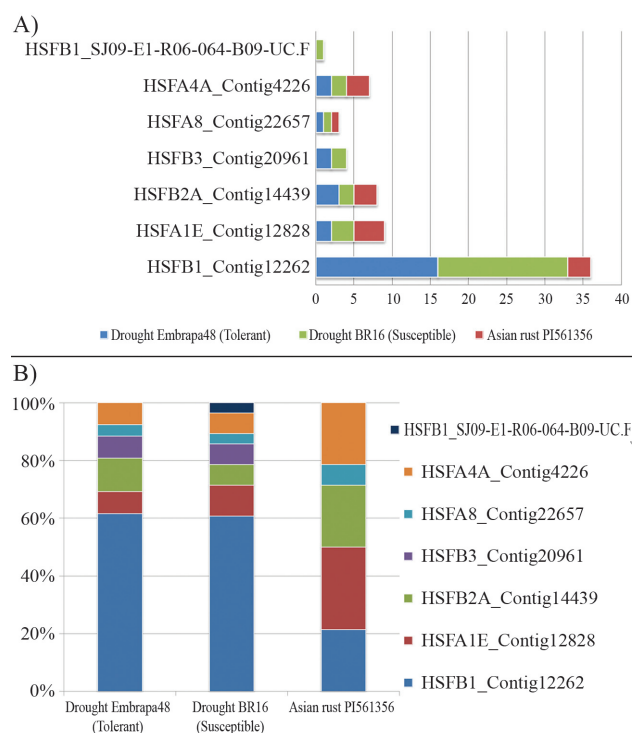 A)
HSFB1_SJ09-E1-R06-064-B09-UC.F
HSFA4A_Contig4226
HSFA8_Contig22657
HSFB3_Contig20961
HSFB2A_Contig14439
HSFA1E_Contig12828
HSFB1_Contig12262
0 5 10 15 20 25 30 35 40
Drought Embrapa48 (Tolerant) Drought BR16 (Susceptible) Asian rust PI561356
B)
100%
80%
60%
40%
20%
0%
Drought Embrapa48 (Tolerant)
Drought BR16 (Susceptible)
Asian rust PI561356
HSFB1_SJ09-E1-R06-064-B09-UC.F
HSFA4A_Contig4226
HSFA8_Contig22657
HSFB3_Contig20961
HSFB2A_Contig14439
HSFA1E_Contig12828
HSFB1_Contig12262